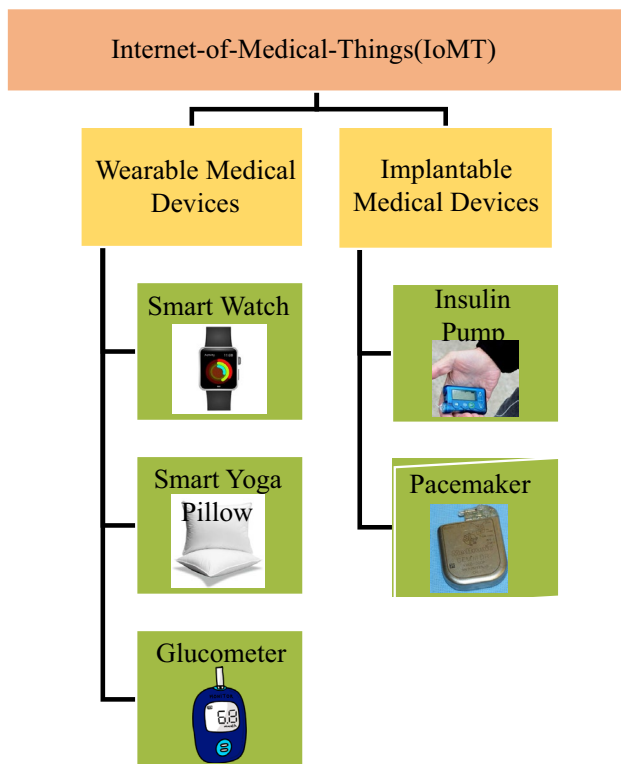 Internet-of-Medical-Things(IoMT)
Wearable Medical
Devices
Implantable
Medical Devices
Smart Watch
Insulin
Pump
Smart Yoga
Pillow
Pacemaker
Glucometer
6.8